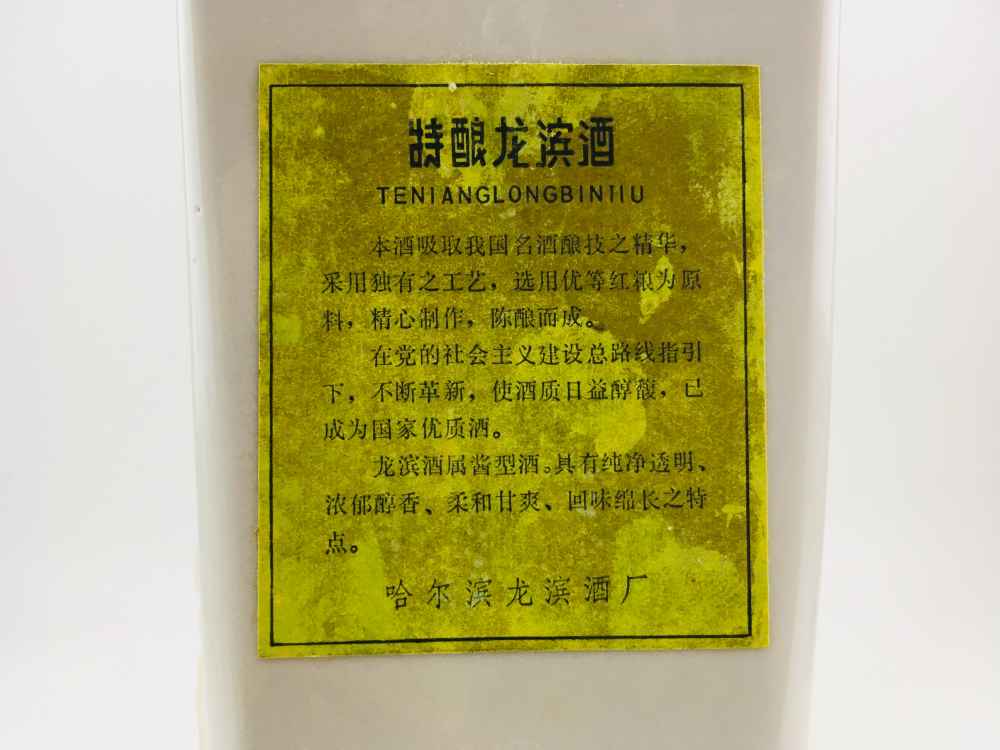 特酿龙滨酒
TENIANGLONGBINJIU
本酒吸取我国名酒酿技之精华，
采用独有之工艺，选用优等红粮为原
料，精心制作，陈酿而成。
在党的社会主义建设总路线指引
下，不断革新，使酒质日益醇馥，已
成为国家优质酒。
龙滨酒属酱型酒。具有纯净透明、
浓郁醇香、柔和甘爽、回味绵长之特
点。
哈尔滨龙滨酒厂